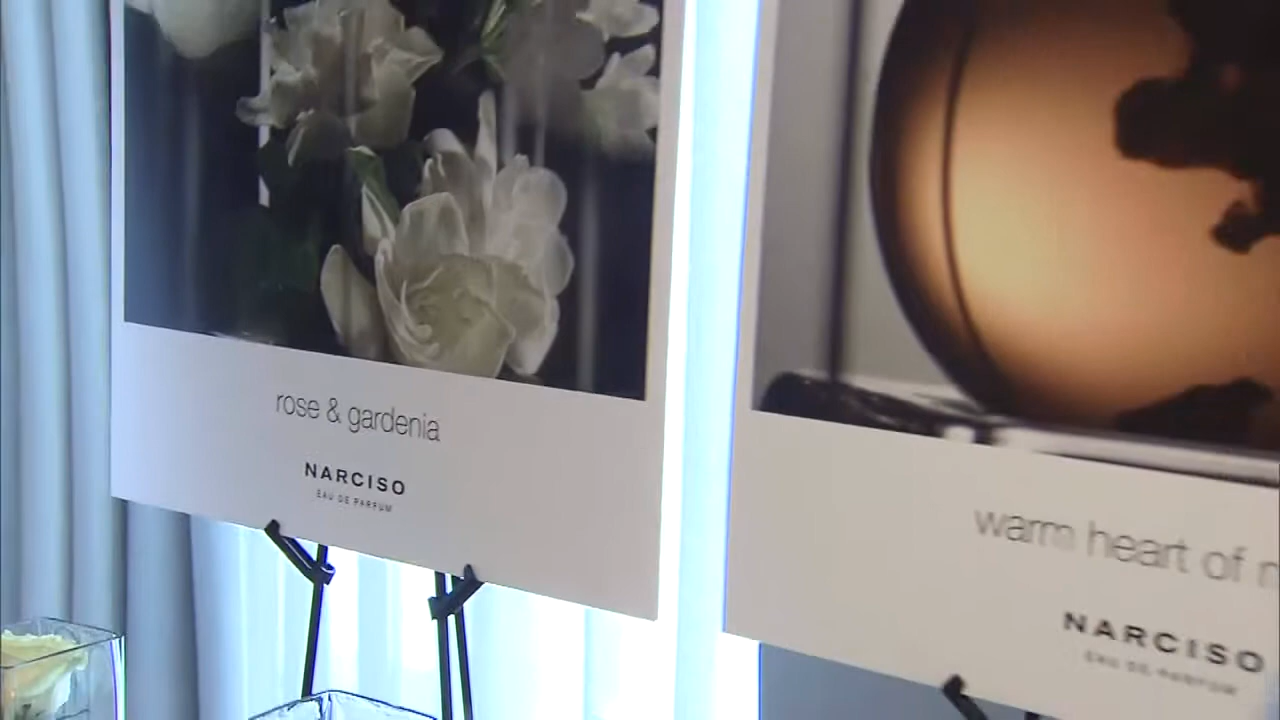 rose & gardenia
NARCISO
EAU DE PARFUM
warm heart of
NARCISO
EAU DE PARFUM